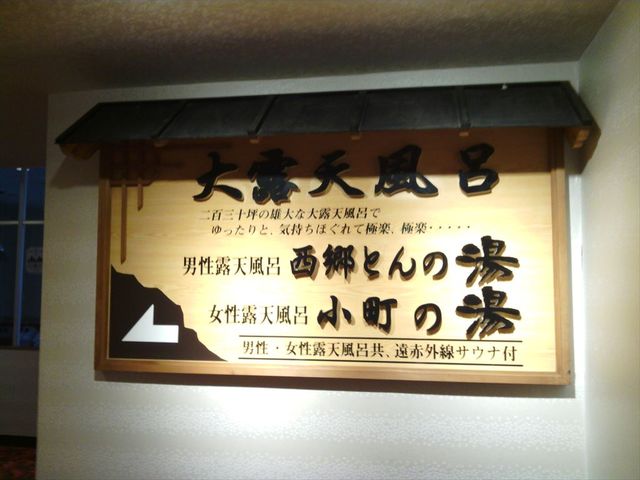 大露天風呂
二百三十坪の雄大な大露天風呂で
ゆったりと、気持ちほぐれて極楽、極楽・・・・・
男性露天風呂 西郷とんの湯
女性露天風呂 小町の湯
男性・女性露天風呂共、遠赤外線サウナ付